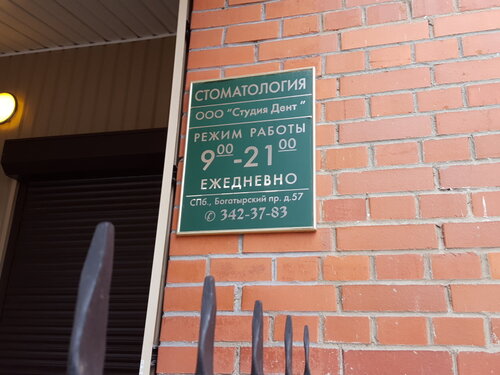 СТОМАТОЛОГИЯ
ООО "Студия Дент"
РЕЖИМ РАБОТЫ
9⁰⁰-21⁰⁰
ЕЖЕДНЕВНО
СПб., Богатырский пр. д.57
✆ 342-37-83